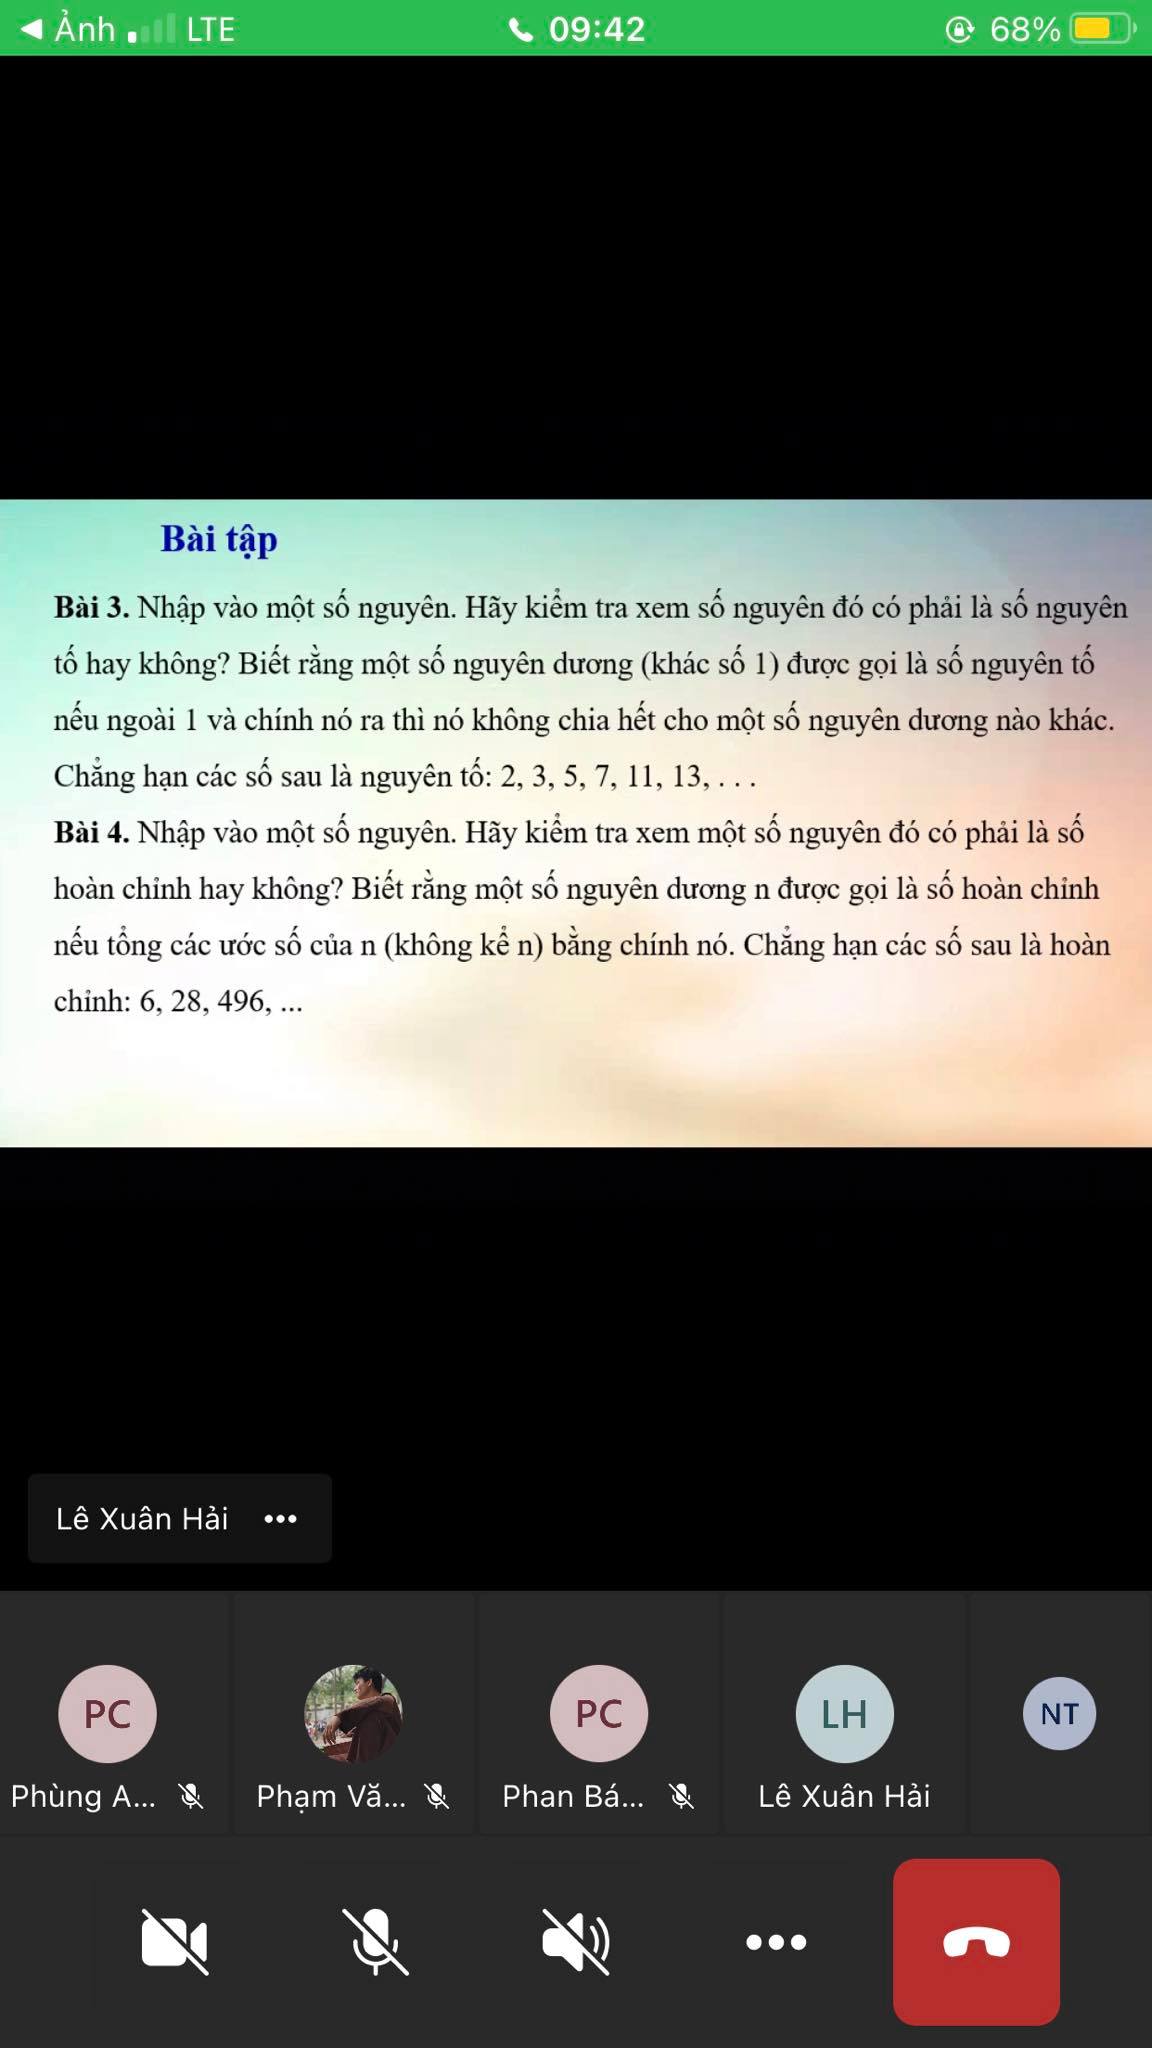 Ảnh LTE 09:42 68%
Bài tập
Bài 3. Nhập vào một số nguyên. Hãy kiểm tra xem số nguyên đó có phải là số nguyên
tố hay không? Biết rằng một số nguyên dương (khác số 1) được gọi là số nguyên tố
nếu ngoài 1 và chính nó ra thì nó không chia hết cho một số nguyên dương nào khác.
Chẳng hạn các số sau là nguyên tố: 2, 3, 5, 7, 11, 13, . . .
Bài 4. Nhập vào một số nguyên. Hãy kiểm tra xem một số nguyên đó có phải là số
hoàn chỉnh hay không? Biết rằng một số nguyên dương n được gọi là số hoàn chỉnh
nếu tổng các ước số của n (không kể n) bằng chính nó. Chẳng hạn các số sau là hoàn
chỉnh: 6, 28, 496, ...
Lê Xuân Hải
PC PC LH NT
Phùng A... Phạm Vă... Phan Bá... Lê Xuân Hải